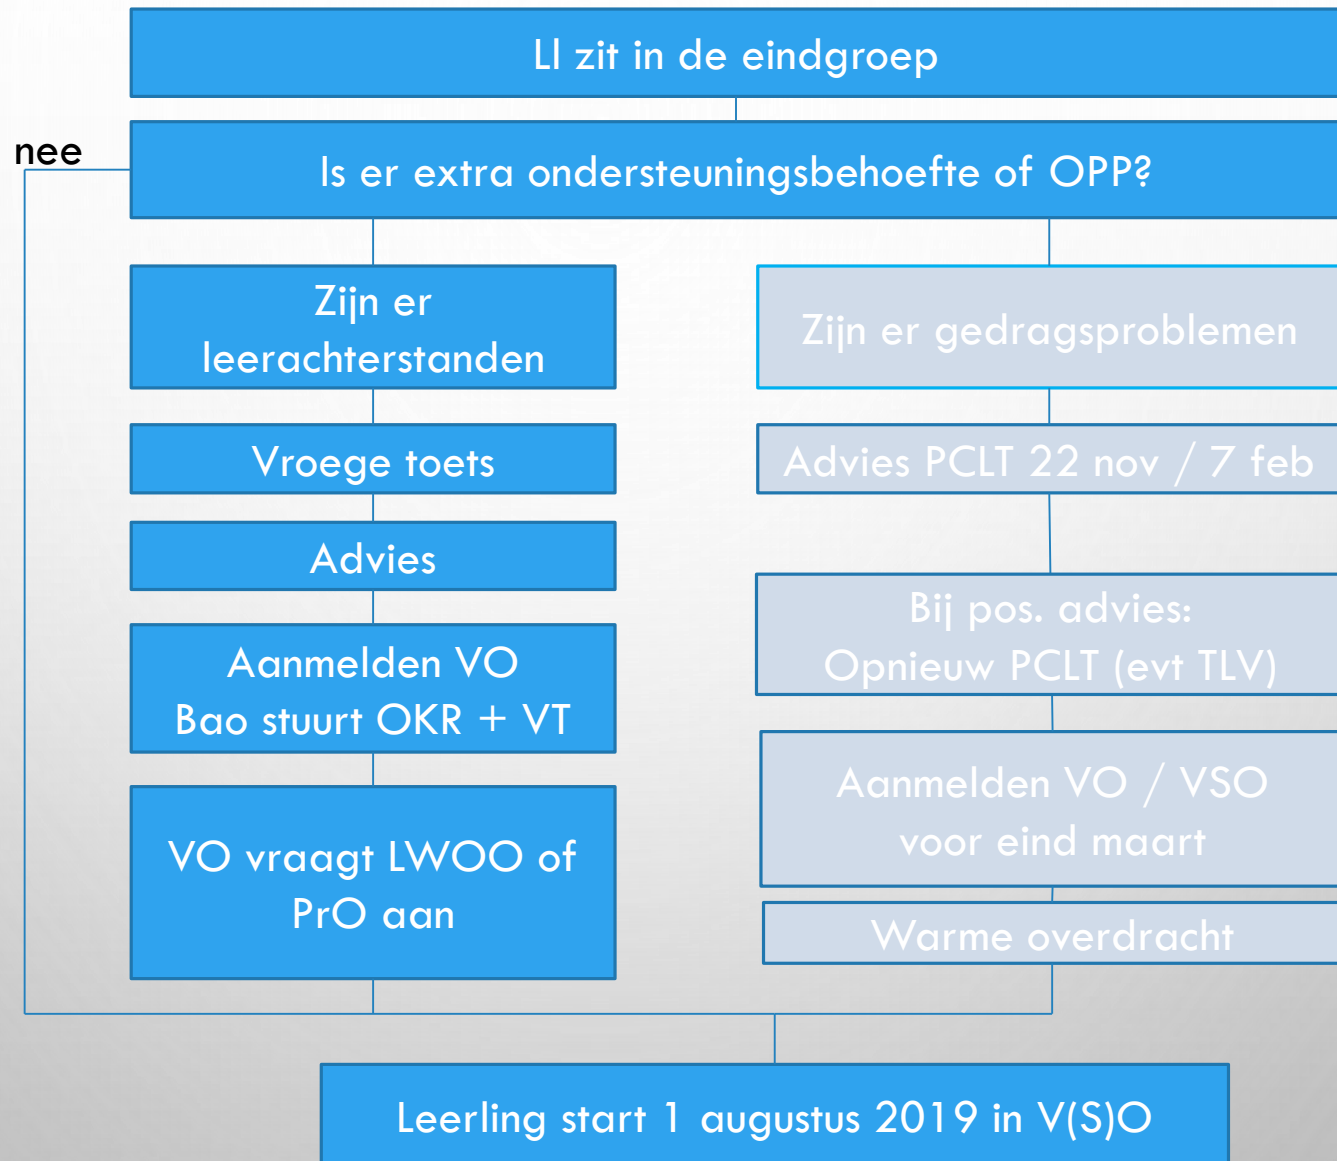 Ll zit in de eindgroep
nee
Is er extra ondersteuningsbehoefte of OPP?
Zijn er
leerachterstanden
Vroege toets
Advies
Aanmelden VO
Bao stuurt OKR + VT
VO vraagt LWOO of
PrO aan
Zijn er gedragsproblemen
Advies PCLT 22 nov / 7 feb
Bij pos. advies:
Opnieuw PCLT (evt TLV)
Aanmelden VO / VSO
voor eind maart
Warme overdracht
Leerling start 1 augustus 2019 in V(S)O